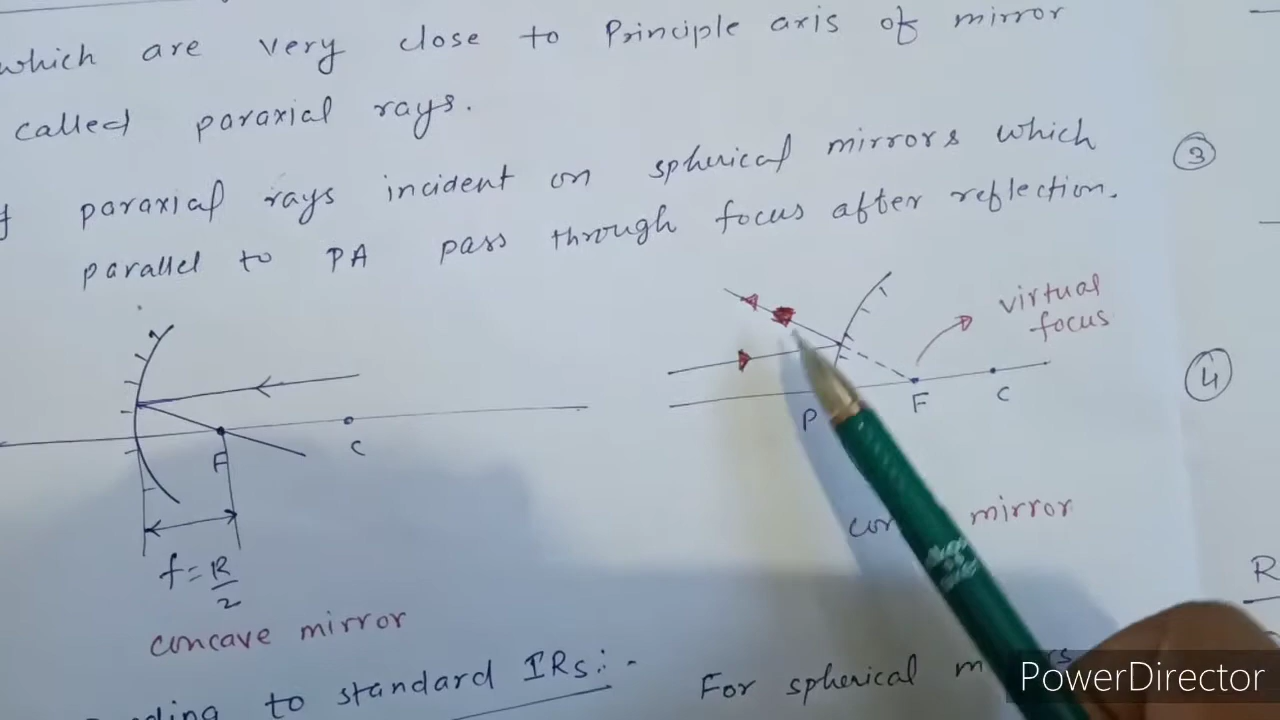 which are very close to Principle axis of mirror
called paraxial rays.
paraxial rays incident on spherical mirrors which
parallel to PA pass through focus after reflection.
3
virtual
focus
4
P
F
C
F
C
f = R/2
mirror
concave mirror
R
to standard IRs:-
For spherical
PowerDirector